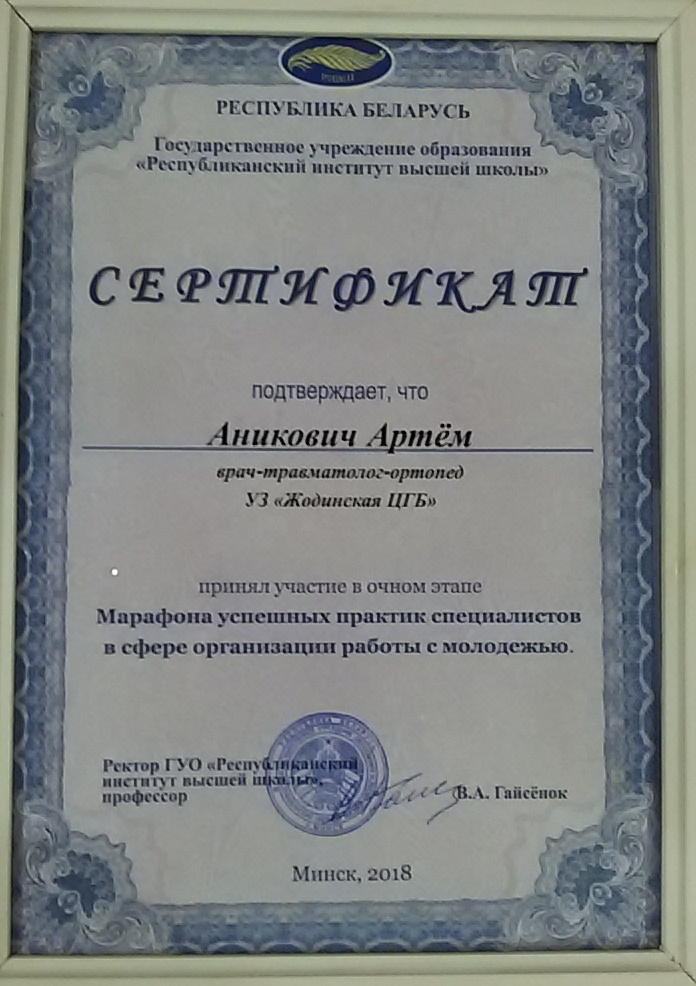 РЕСПУБЛИКА БЕЛАРУСЬ
Государственное учреждение образования
«Республиканский институт высшей школы»
СЕРТИФИКАТ
подтверждает, что
Аникович Артём
врач-травматолог-ортопед
УЗ «Жодинская ЦГБ»
принял участие в очном этапе
Марафона успешных практик специалистов
в сфере организации работы с молодежью.
Ректор ГУО «Республиканский
институт высшей школы»,
профессор
В.А. Гайсёнок
Минск, 2018